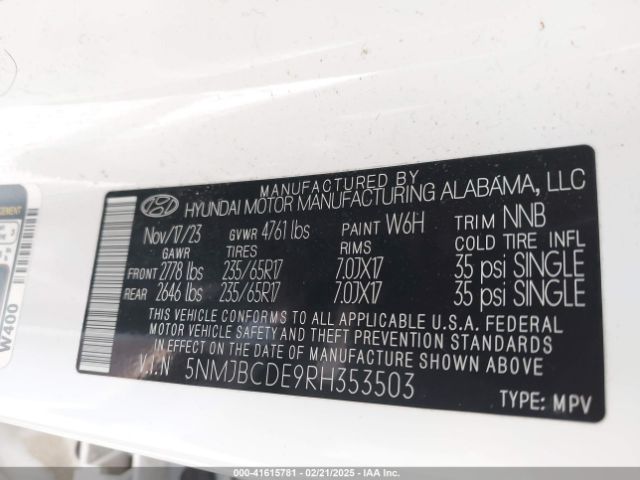 MANUFACTURED BY
HYUNDAI MOTOR MANUFACTURING ALABAMA, LLC
Nov/17/23 GVWR 4761 lbs PAINT W6H TRIM NNB
GAWR TIRES RIMS COLD TIRE INFL
FRONT 2778 lbs 235/65R17 7.0JX17 35 psi SINGLE
REAR 2646 lbs 235/65R17 7.0JX17 35 psi SINGLE
THIS VEHICLE CONFORMS TO ALL APPLICABLE U.S.A. FEDERAL
MOTOR VEHICLE SAFETY AND THEFT PREVENTION STANDARDS
IN EFFECT ON THE DATE OF MANUFACTURE SHOWN ABOVE
V.I.N 5NMJBCDE9RH353503
TYPE: MPV
W400
000-41615781 - 02/21/2025 - IAA Inc.